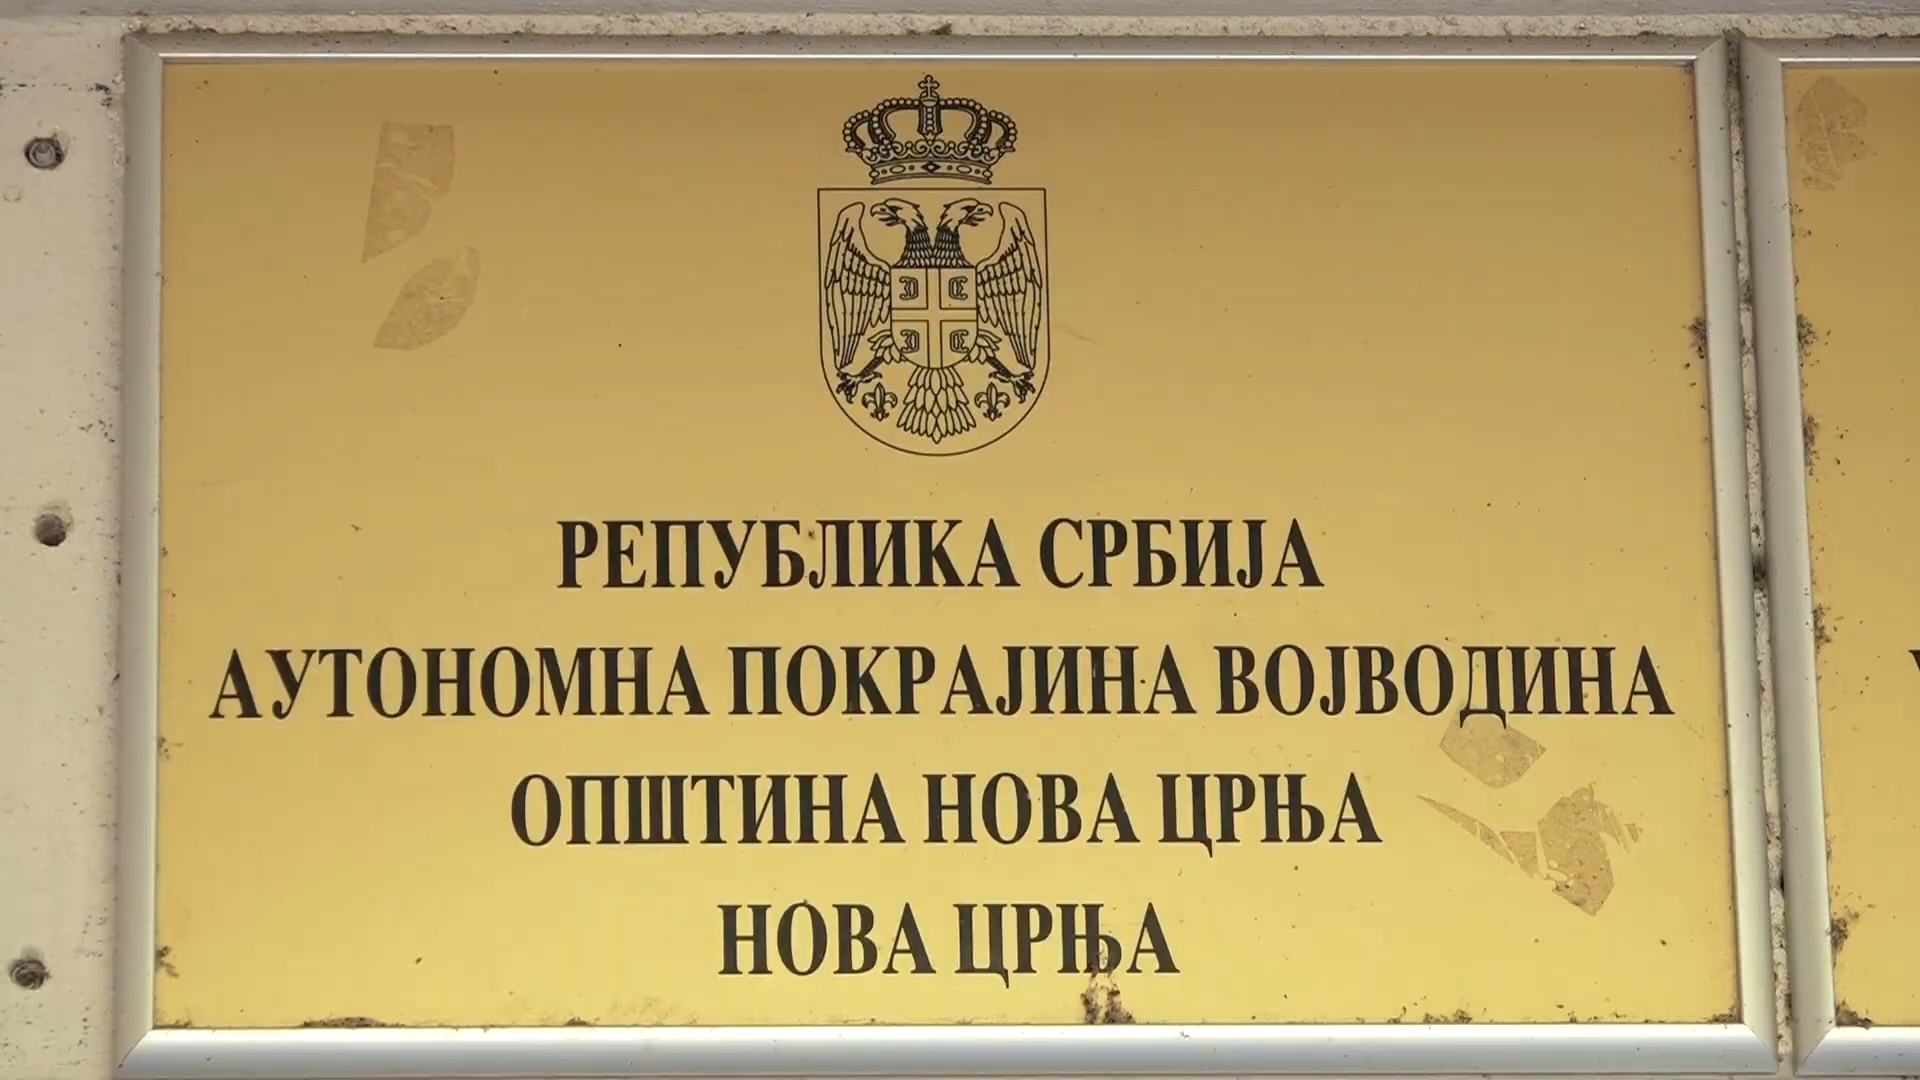 РЕПУБЛИКА СРБИЈА
АУТОНОМНА ПОКРАЈИНА ВОЈВОДИНА
ОПШТИНА НОВА ЦРЊА
НОВА ЦРЊА